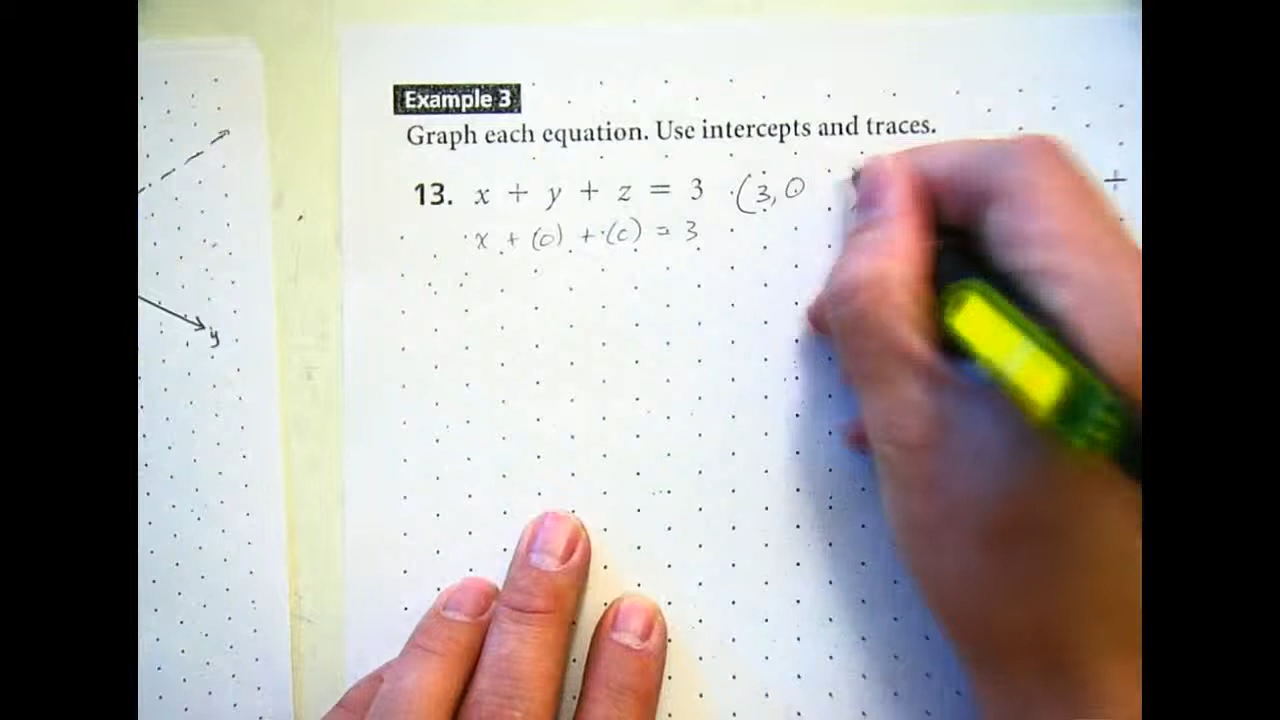 Example 3
Graph each equation. Use intercepts and traces.
13. x + y + z = 3 (3, 0
+
x + (0) + (0) = 3
y